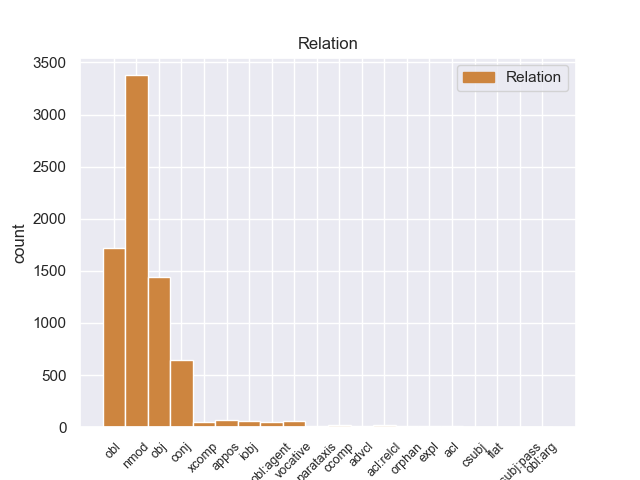 Relation
Relation
3500
3000
2500
2000
1500
1000
500
0
count
obl
nmod
obj
conj
xcomp
appos
iobj
obl:agent
vocative
parataxis
ccomp
advcl
acl:relcl
orphan
expl
acl
csubj
flat
subj:pass
obl:arg